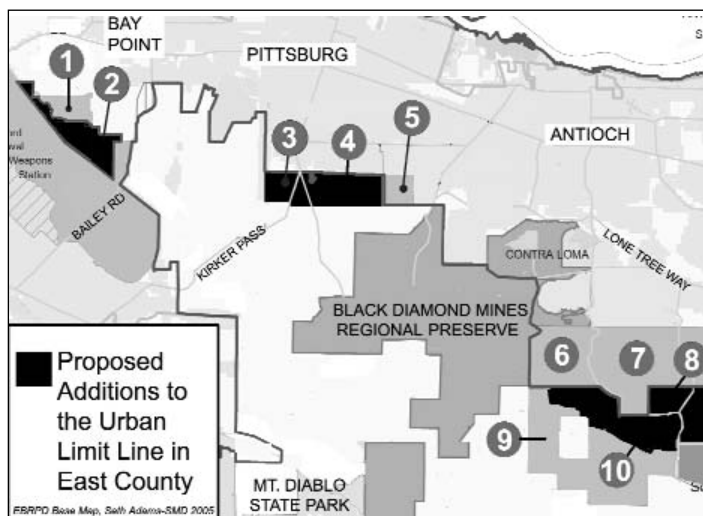 BAY
POINT
PITTSBURG
1
2
3
4
5
ANTIOCH
Weapons
Station
BAILEY RD
KIRKER PASS
CONTRA LOMA
LONE TREE WAY
BLACK DIAMOND MINES
REGIONAL PRESERVE
6
7
8
9
10
Proposed
Additions to
the Urban
Limit Line in
East County
MT. DIABLO
STATE PARK
EBRPD Base Map, Seth Adams-SMD 2005